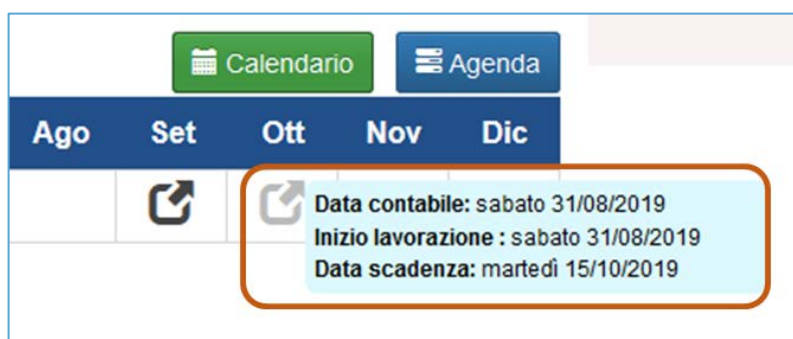 Calendario Agenda
Ago Set Ott Nov Dic
Data contabile: sabato 31/08/2019
Inizio lavorazione : sabato 31/08/2019
Data scadenza: martedì 15/10/2019